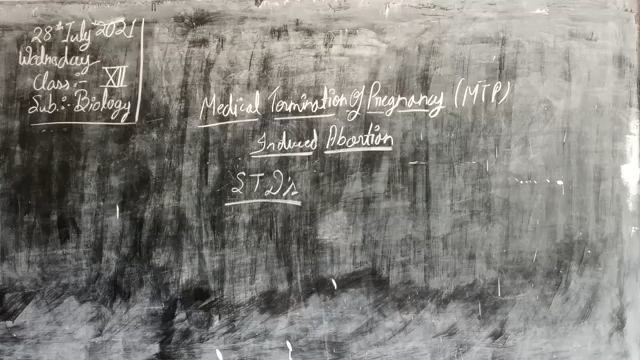 28th July 2021
Wednesday
Class:- XII
Sub:- Biology
Medical Termination Of Pregnancy (MTP)
Induced Abortion
STD's